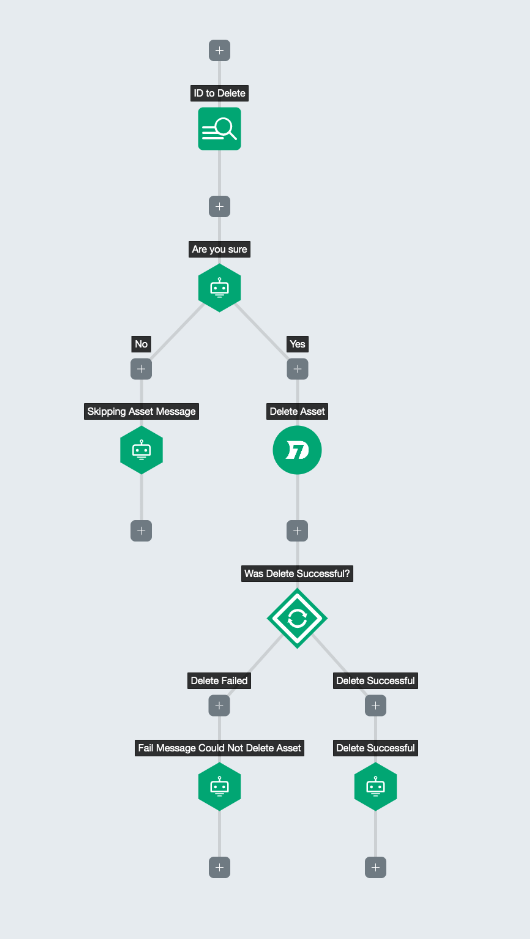 ID to Delete
Are you sure
No
Yes
Skipping Asset Message
Delete Asset
Was Delete Successful?
Delete Failed
Delete Successful
Fail Message Could Not Delete Asset
Delete Successful